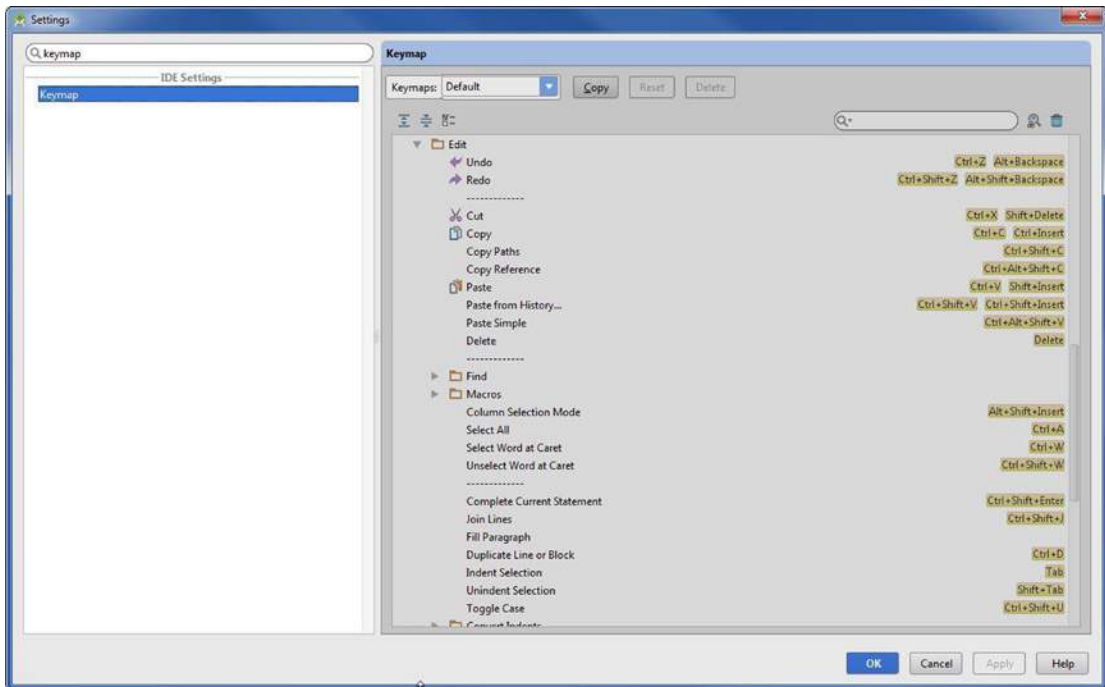 Settings
keymap
IDE Settings
Keymap
Keymap
Keymaps: Default Copy Reset Delete
Edit
Undo Ctrl+Z Alt+Backspace
Redo Ctrl+Shift+Z Alt+Shift+Backspace
-------------
Cut Ctrl+X Shift+Delete
Copy Ctrl+C Ctrl+Insert
Copy Paths Ctrl+Shift+C
Copy Reference Ctrl+Alt+Shift+C
Paste Ctrl+V Shift+Insert
Paste from History... Ctrl+Shift+V Ctrl+Shift+Insert
Paste Simple Ctrl+Alt+Shift+V
Delete Delete
-------------
Find
Macros
Column Selection Mode Alt+Shift+Insert
Select All Ctrl+A
Select Word at Caret Ctrl+W
Unselect Word at Caret Ctrl+Shift+W
-------------
Complete Current Statement Ctrl+Shift+Enter
Join Lines Ctrl+Shift+J
Fill Paragraph
Duplicate Line or Block Ctrl+D
Indent Selection Tab
Unindent Selection Shift+Tab
Toggle Case Ctrl+Shift+U
Convert Indents
OK Cancel Apply Help